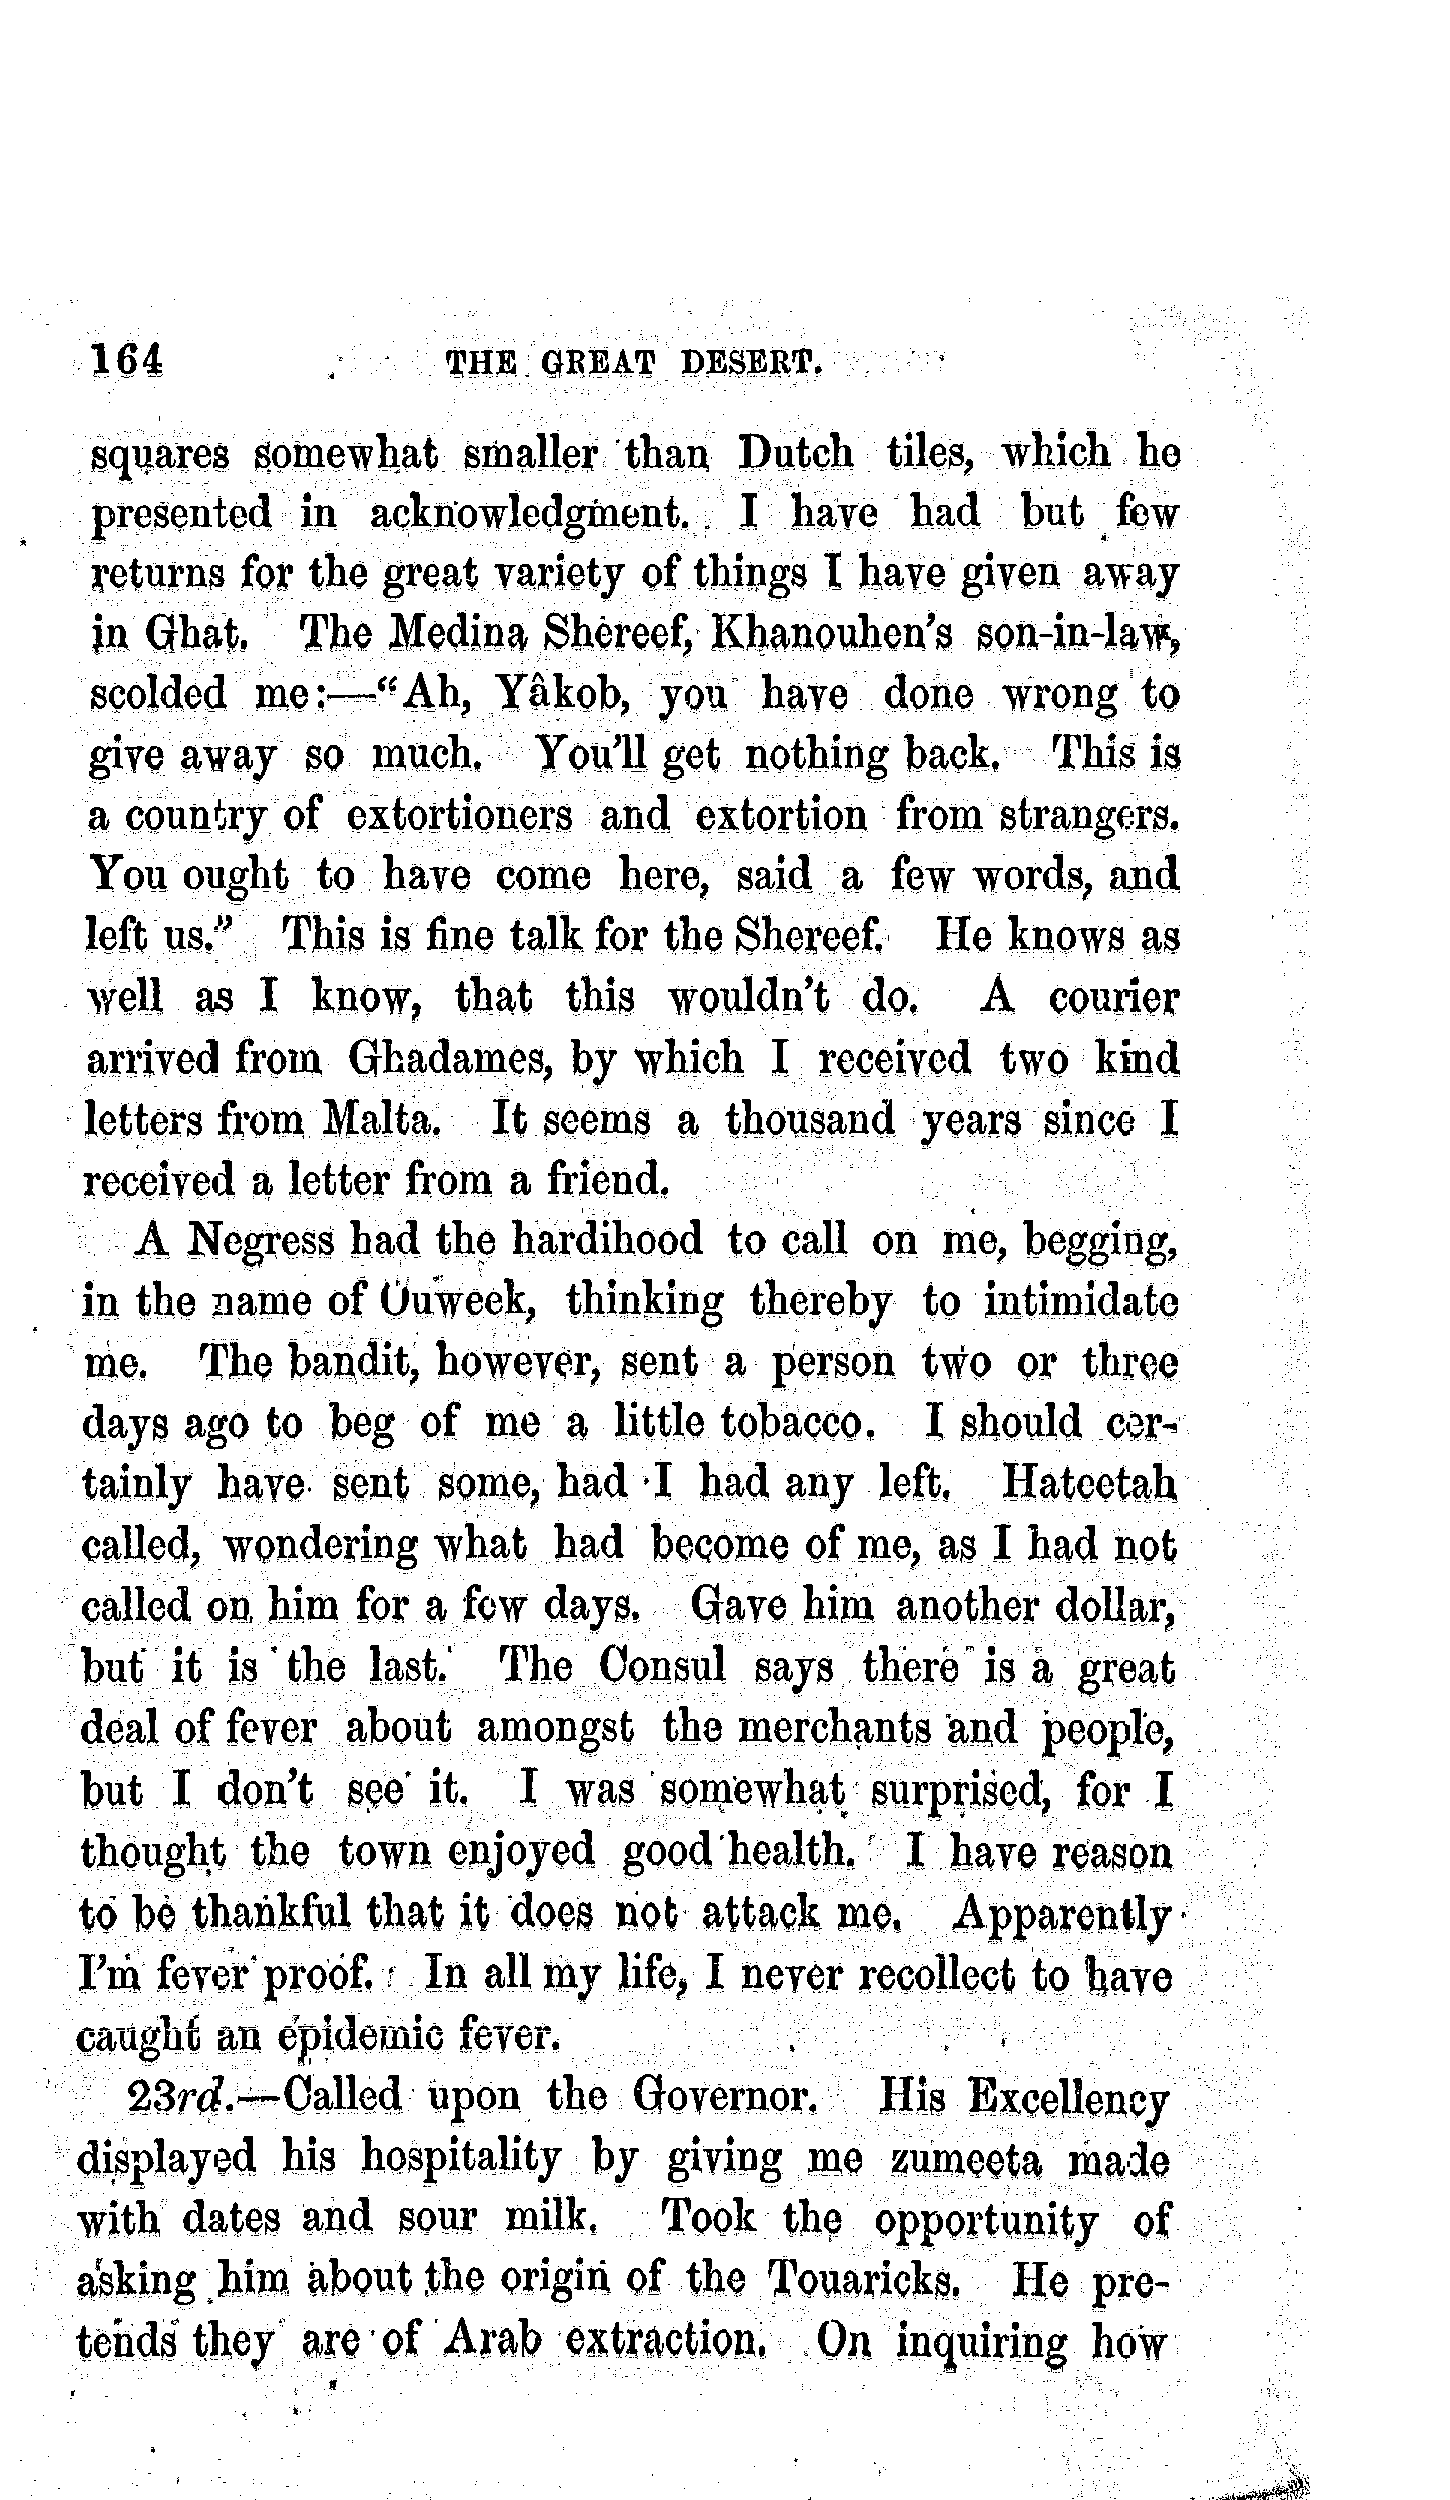 164 THE GREAT DESERT.
squares somewhat smaller than Dutch tiles, which he
presented in acknowledgment. I have had but few
returns for the great variety of things I have given away
in Ghat. The Medina Shereef, Khanouhen's son-in-law,
scolded me:—"Ah, Yâkob, you have done wrong to
give away so much. You'll get nothing back. This is
a country of extortioners and extortion from strangers.
You ought to have come here, said a few words, and
left us." This is fine talk for the Shereef. He knows as
well as I know, that this wouldn't do. A courier
arrived from Ghadames, by which I received two kind
letters from Malta. It seems a thousand years since I
received a letter from a friend.
A Negress had the hardihood to call on me, begging,
in the name of Ouweek, thinking thereby to intimidate
me. The bandit, however, sent a person two or three
days ago to beg of me a little tobacco. I should cer-
tainly have sent some, had I had any left. Hateetah
called, wondering what had become of me, as I had not
called on him for a few days. Gave him another dollar,
but it is the last. The Consul says there is a great
deal of fever about amongst the merchants and people,
but I don't see it. I was somewhat surprised, for I
thought the town enjoyed good health. I have reason
to be thankful that it does not attack me. Apparently
I'm fever proof. In all my life, I never recollect to have
caught an epidemic fever.
23rd.—Called upon the Governor. His Excellency
displayed his hospitality by giving me zumeeta made
with dates and sour milk. Took the opportunity of
asking him about the origin of the Touaricks. He pre-
tends they are of Arab extraction. On inquiring how